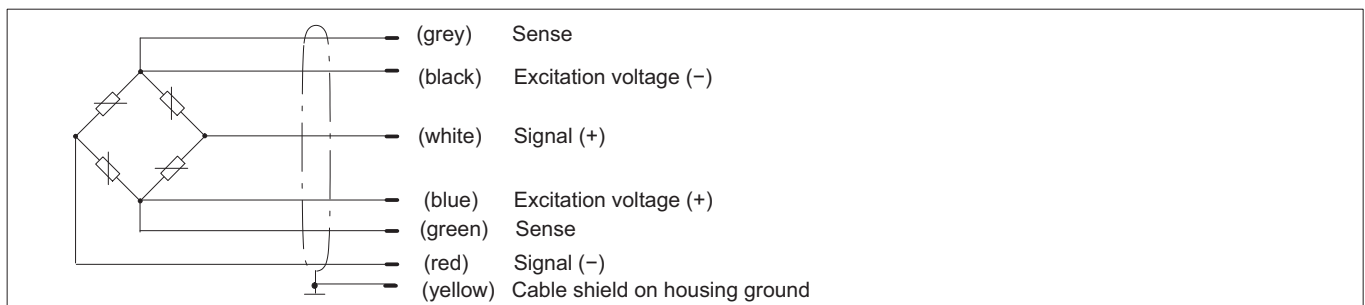 (grey) Sense
(black) Excitation voltage (−)
(white) Signal (+)
(blue) Excitation voltage (+)
(green) Sense
(red) Signal (−)
(yellow) Cable shield on housing ground